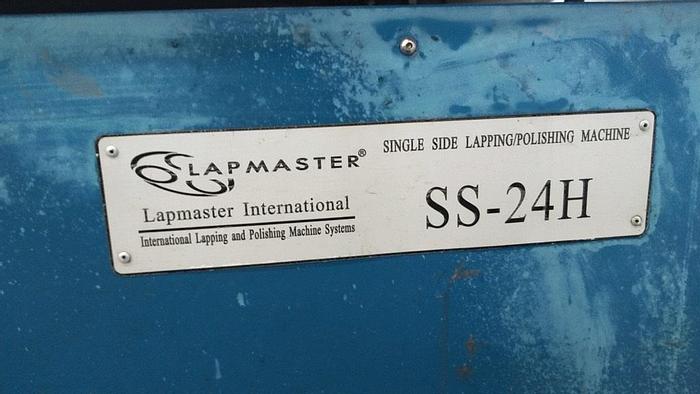 LAPMASTER®
Lapmaster International
International Lapping and Polishing Machine Systems
SINGLE SIDE LAPPING/POLISHING MACHINE
SS-24H